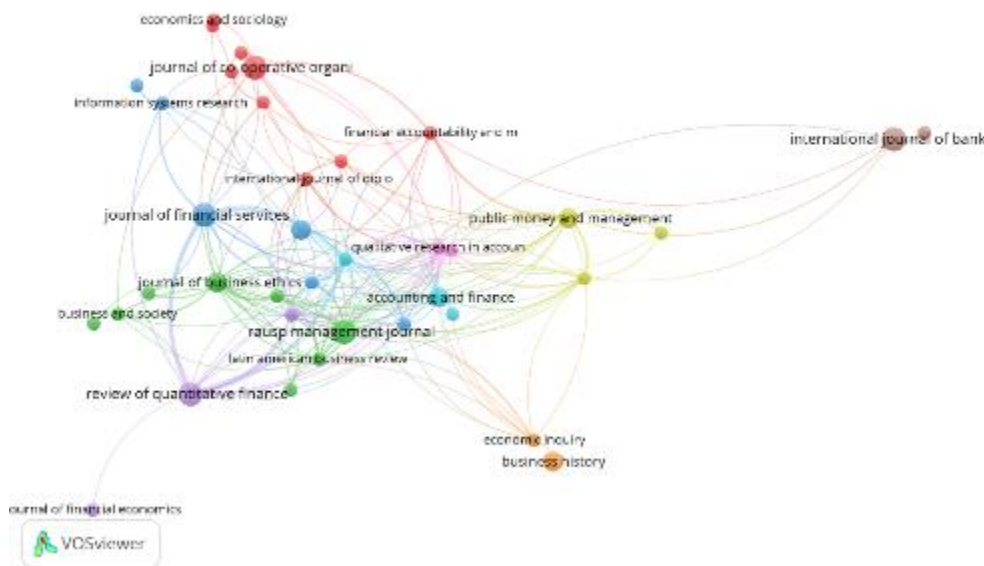 economics and sociology
journal of co-operative organi
information systems research
financial accountability and m
international journal of bank
international journal of dip o
journal of financial services
public money and management
qualitative research in accoun
journal of business ethics
accounting and finance
business and society
rausp management journal
latin american business review
review of quantitative finance
economic inquiry
business history
ournal of financial economics
VOSviewer